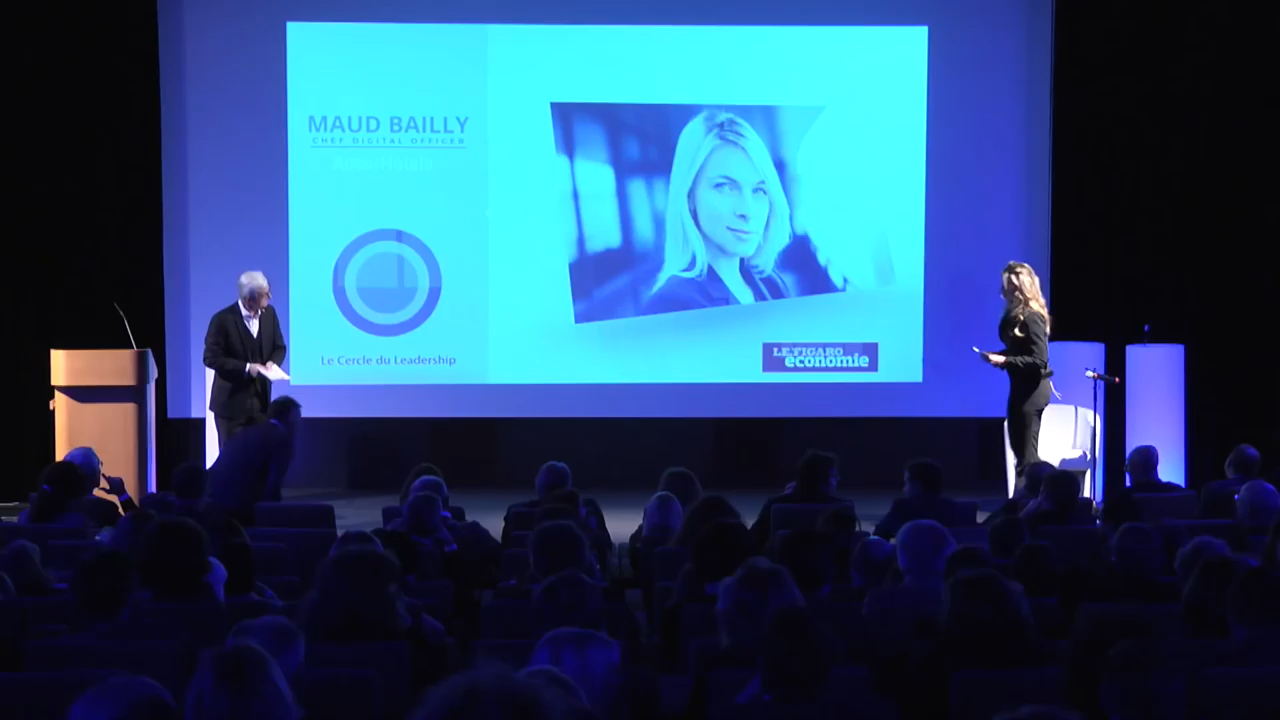 MAUD BAILLY
CHEF DIGITAL OFFICER
Le Cercle du Leadership
LE FIGARO
économie